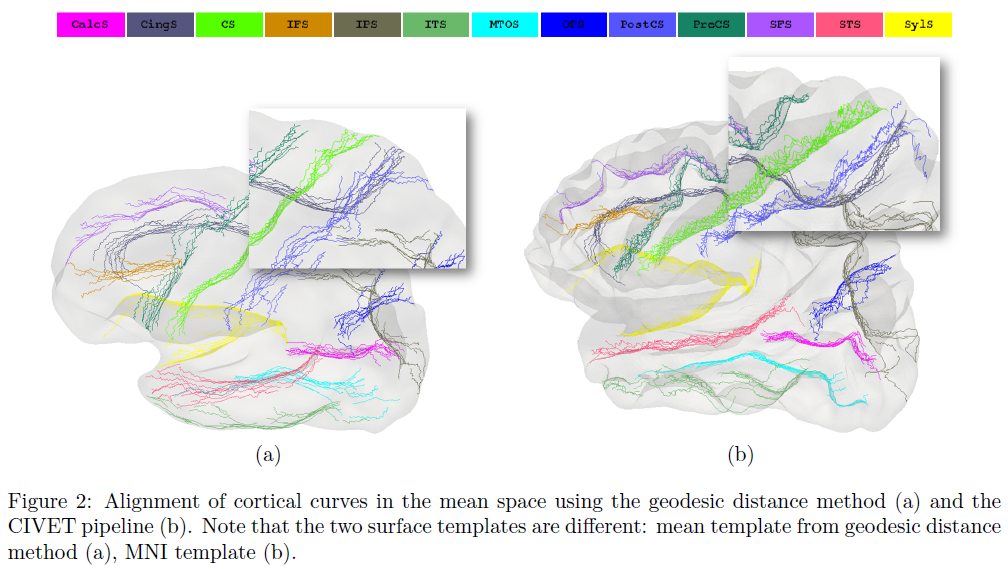 CalcS CingS CS IFS IPS ITS MTOS OPS PostCS PreCS SFS STS SylS
(a) (b)
Figure 2: Alignment of cortical curves in the mean space using the geodesic distance method (a) and the
CIVET pipeline (b). Note that the two surface templates are different: mean template from geodesic distance
method (a), MNI template (b).